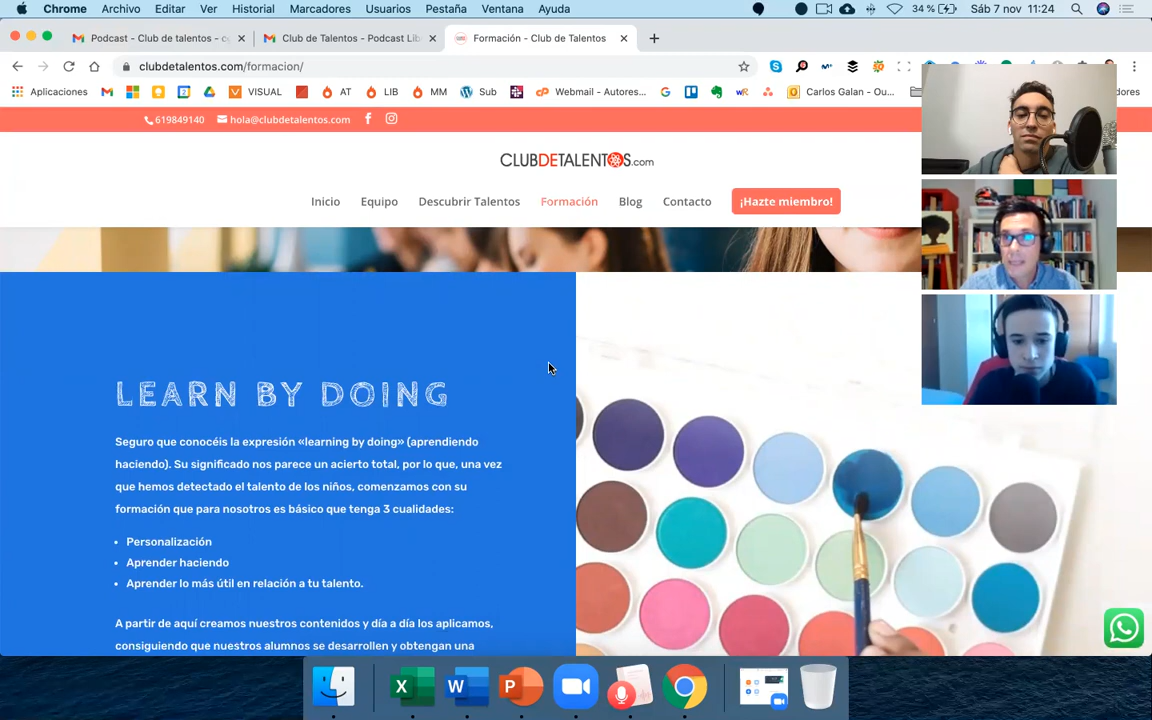 Chrome Archivo Editar Ver Historial Marcadores Usuarios Pestaña Ventana Ayuda 34 % Sáb 7 nov 11:24
Podcast - Club de talentos - Club de Talentos - Podcast Formación - Club de Talentos
clubdetalentos.com/formacion/
Aplicaciones VISUAL AT LIB MM Sub Webmail - Autores... Carlos Galan - Ou...
619849140 hola@clubdetalentos.com
CLUBDETALENTOS.com
Inicio Equipo Descubrir Talentos Formación Blog Contacto ¡Hazte miembro!
LEARN BY DOING
Seguro que conocéis la expresión «learning by doing» (aprendiendo
haciendo). Su significado nos parece un acierto total, por lo que, una vez
que hemos detectado el talento de los niños, comenzamos con su
formación que para nosotros es básico que tenga 3 cualidades:
• Personalización
• Aprender haciendo
• Aprender lo más útil en relación a tu talento.
A partir de aquí creamos nuestros contenidos y día a día los aplicamos,
consiguiendo que nuestros alumnos se desarrollen y obtengan una